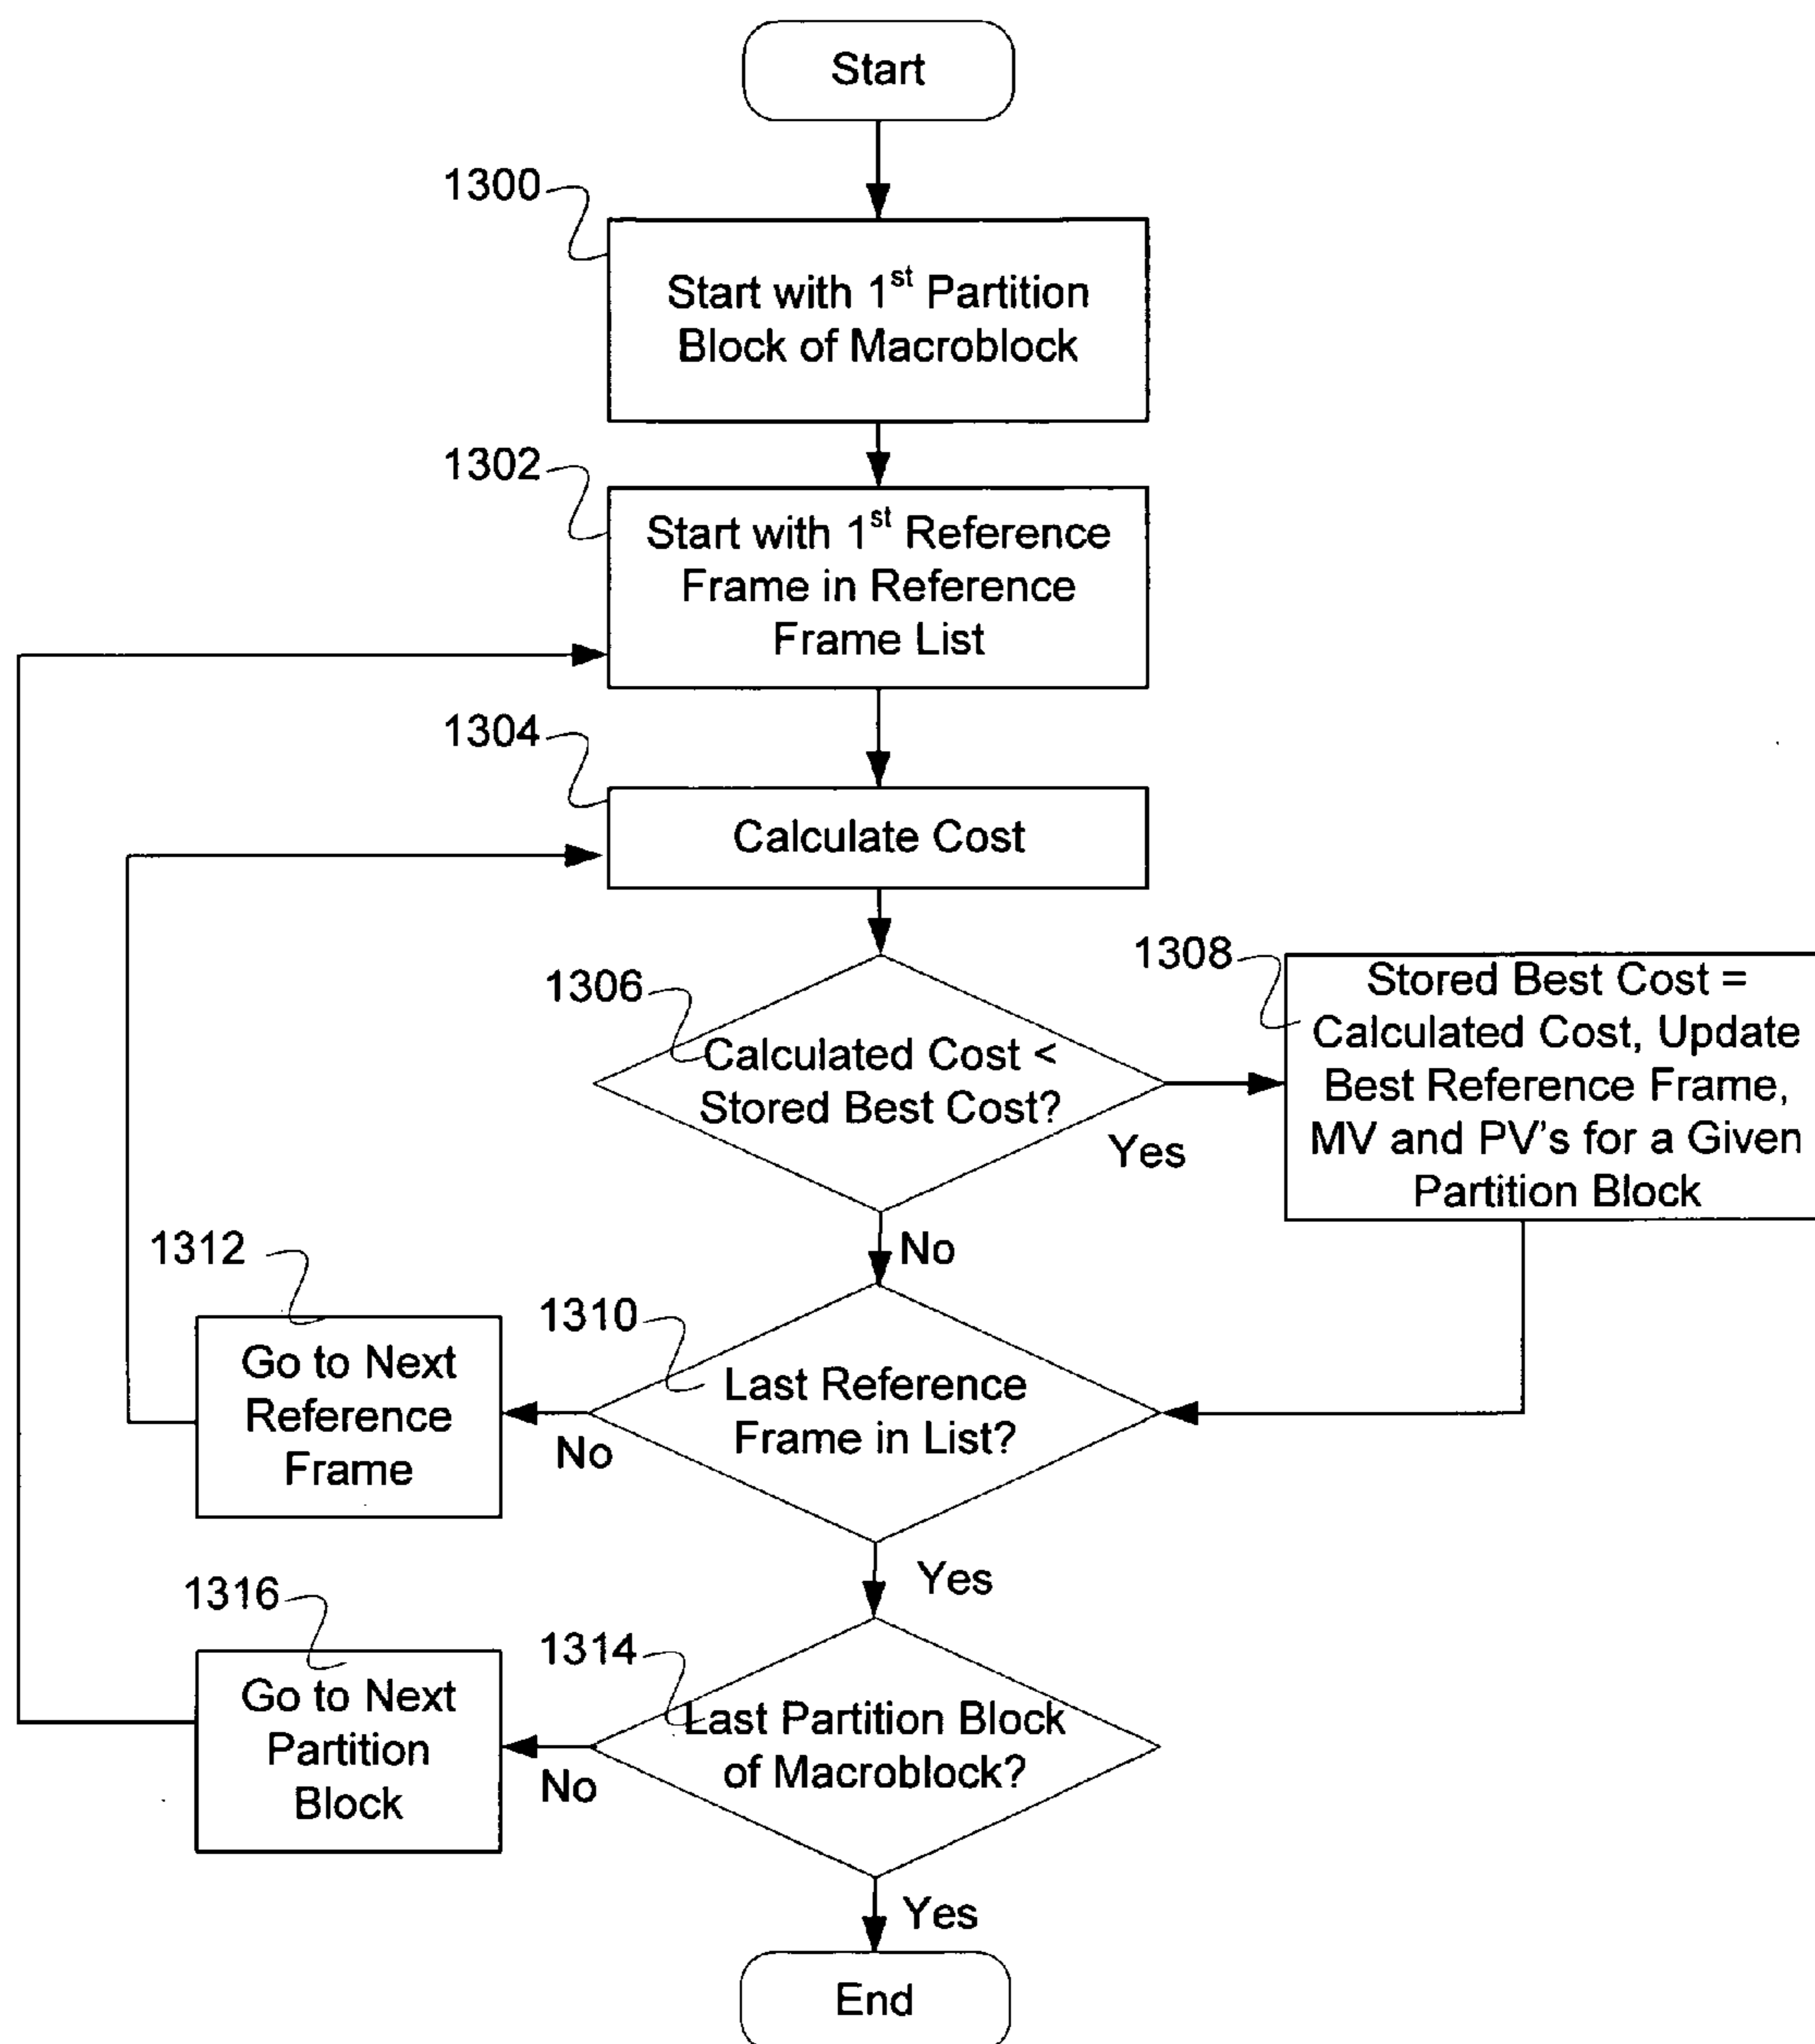 Start
1300
Start with 1st Partition
Block of Macroblock
1302
Start with 1st Reference
Frame in Reference
Frame List
1304
Calculate Cost
1306
Calculated Cost <
Stored Best Cost?
Yes
1308
Stored Best Cost =
Calculated Cost, Update
Best Reference Frame,
MV and PV's for a Given
Partition Block
No
1310
Last Reference
Frame in List?
No
1312
Go to Next
Reference
Frame
Yes
1314
Last Partition Block
of Macroblock?
No
1316
Go to Next
Partition
Block
Yes
End